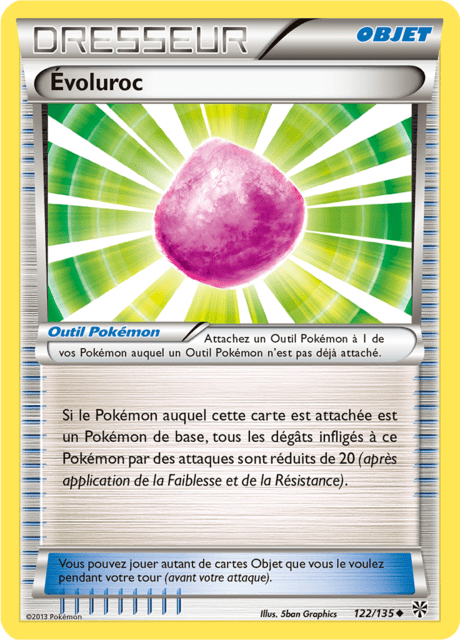 DRESSEUR
OBJET
Évoluroc
Outil Pokémon
Attachez un Outil Pokémon à 1 de
vos Pokémon auquel un Outil Pokémon n'est pas déjà attaché.
Si le Pokémon auquel cette carte est attachée est
un Pokémon de base, tous les dégâts infligés à ce
Pokémon par des attaques sont réduits de 20 (après
application de la Faiblesse et de la Résistance).
Vous pouvez jouer autant de cartes Objet que vous le voulez
pendant votre tour (avant votre attaque).
©2013 Pokémon
Illus. 5ban Graphics
122/135